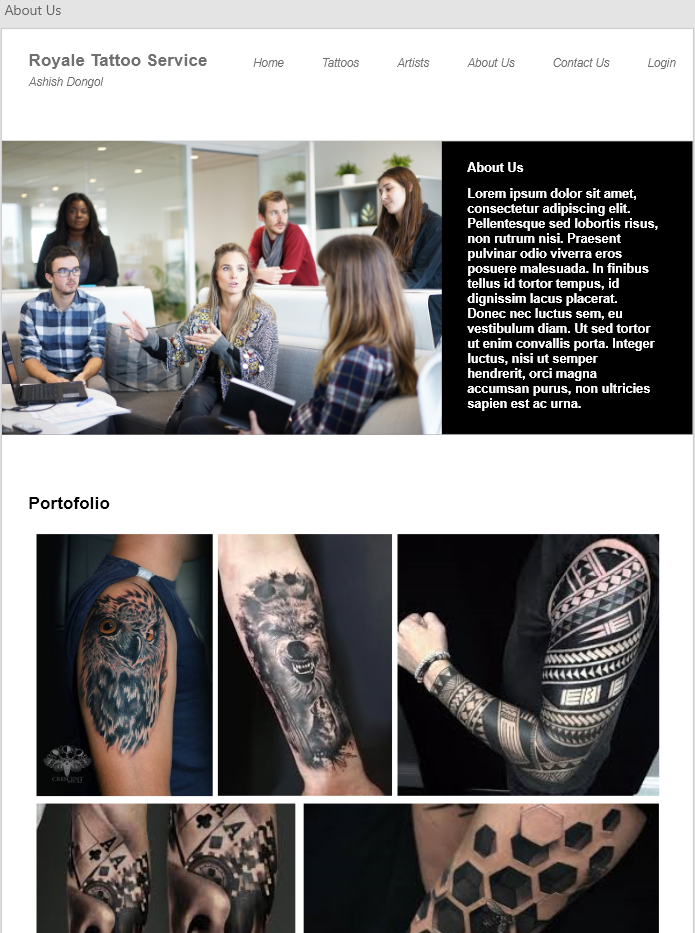 About Us
Royale Tattoo Service
Ashish Dongol
Home Tattoos Artists About Us Contact Us Login
About Us
Lorem ipsum dolor sit amet,
consectetur adipiscing elit.
Pellentesque sed lobortis risus,
non rutrum nisi. Praesent
pulvinar odio viverra eros
posuere malesuada. In finibus
tellus id tortor tempus, id
dignissim lacus placerat.
Donec nec luctus sem, eu
vestibulum diam. Ut sed tortor
ut enim convallis porta. Integer
luctus, nisi ut semper
hendrerit, orci magna
accumsan purus, non ultricies
sapien est ac urna.
Portofolio
A
A